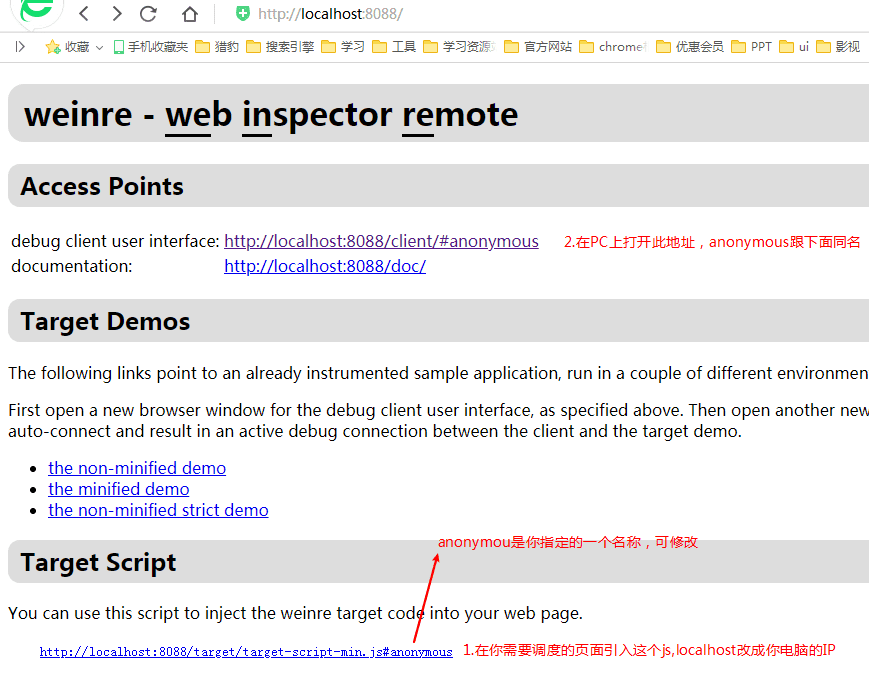 http://localhost:8088/
收藏 手机收藏夹 猎豹 搜索引擎 学习 工具 学习资源 官方网站 chrome 优惠会员 PPT ui 影视
weinre - web inspector remote
Access Points
debug client user interface: http://localhost:8088/client/#anonymous 2.在PC上打开此地址，anonymous跟下面同名
documentation: http://localhost:8088/doc/
Target Demos
The following links point to an already instrumented sample application, run in a couple of different environmen
First open a new browser window for the debug client user interface, as specified above. Then open another new
auto-connect and result in an active debug connection between the client and the target demo.
the non-minified demo
the minified demo
the non-minified strict demo
anonymou是你指定的一个名称，可修改
Target Script
You can use this script to inject the weinre target code into your web page.
http://localhost:8088/target/target-script-min.js#anonymous 1.在你需要调度的页面引入这个js,localhost改成你电脑的IP